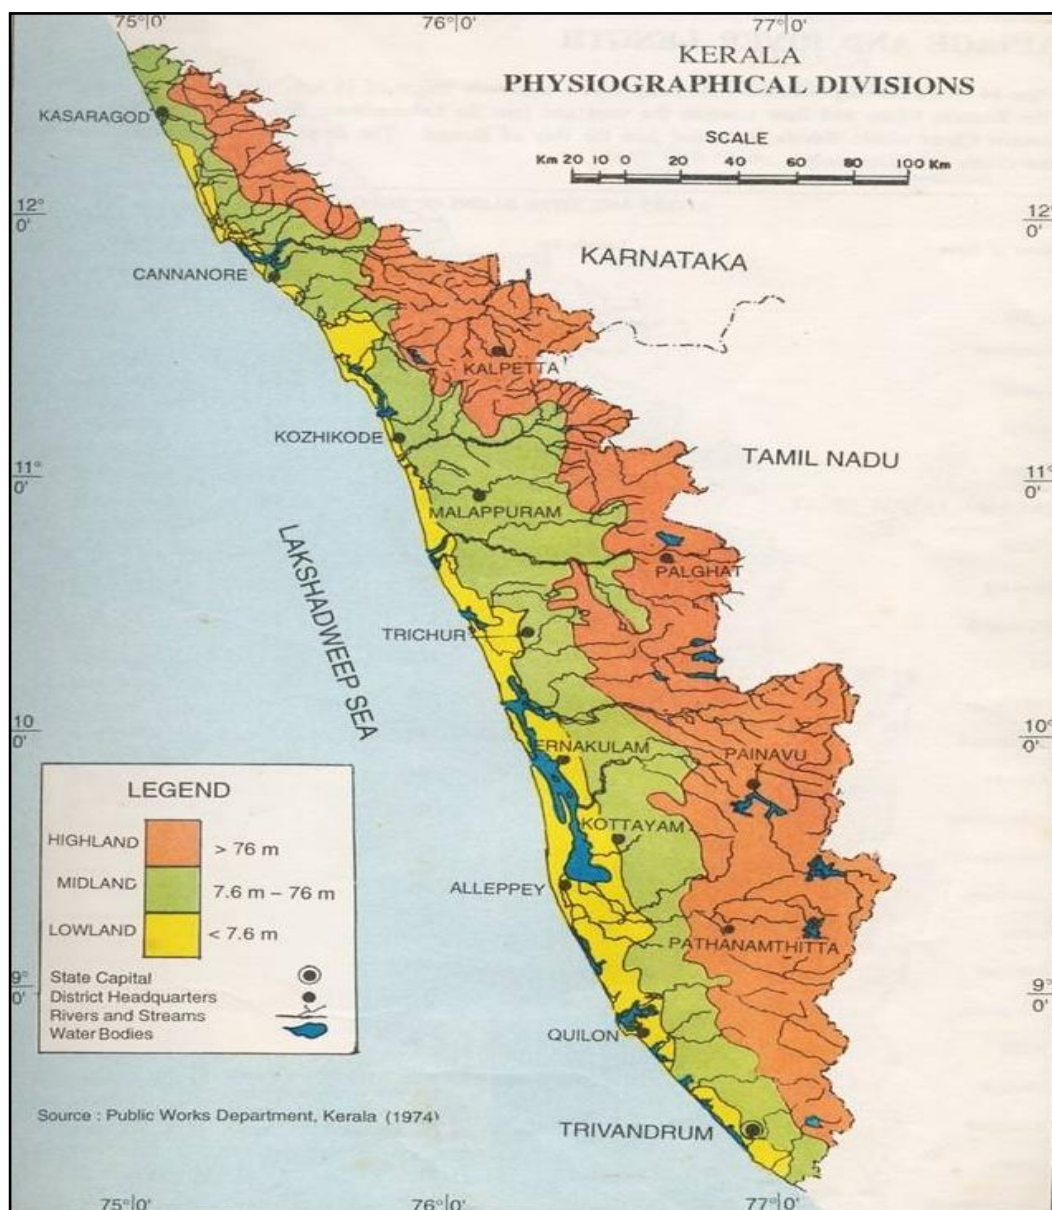 75°0' 76°0' 77°0'
KERALA
PHYSIOGRAPHICAL DIVISIONS
SCALE
Km 20 10 0 20 40 60 80 100 Km
KASARAGOD
12°
0'
12°
0'
KARNATAKA
CANNANORE
KALPETTA
KOZHIKODE
TAMIL NADU
11°
0'
11°
0'
MALAPPURAM
LAKSHADWEEP SEA
PALGHAT
TRICHUR
10
0'
10°
0'
ERNAKULAM
PAINAVU
KOTTAYAM
ALLEPPEY
PATHANAMTHITTA
9°
0'
9°
0'
QUILON
TRIVANDRUM
LEGEND
HIGHLAND > 76 m
MIDLAND 7.6 m – 76 m
LOWLAND < 7.6 m
State Capital
District Headquarters
Rivers and Streams
Water Bodies
Source : Public Works Department, Kerala (1974)
75°0' 76°0' 77°0'